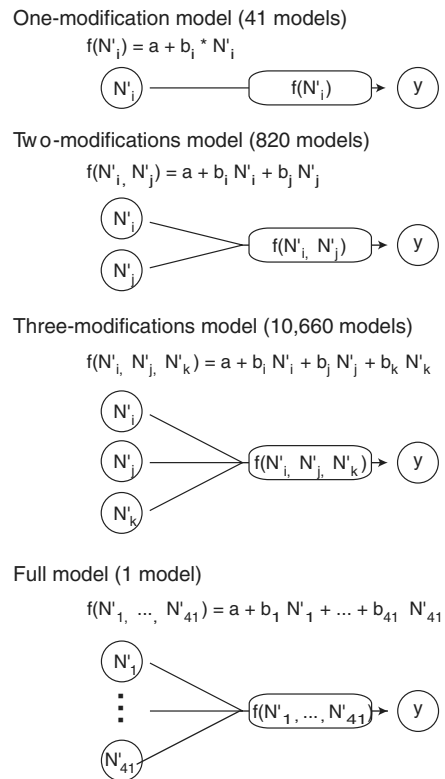 One-modification model (41 models)
f(N'i) = a + bi * N'i
N'i f(N'i) y
Two-modifications model (820 models)
f(N'i, N'j) = a + bi N'i + bj N'j
N'i
f(N'i, N'j) y
N'j
Three-modifications model (10,660 models)
f(N'i, N'j, N'k) = a + bi N'i + bj N'j + bk N'k
N'i
N'j f(N'i, N'j, N'k) y
N'k
Full model (1 model)
f(N'1, ..., N'41) = a + b1 N'1 + ... + b41 N'41
N'1
f(N'1, ..., N'41) y
N'41